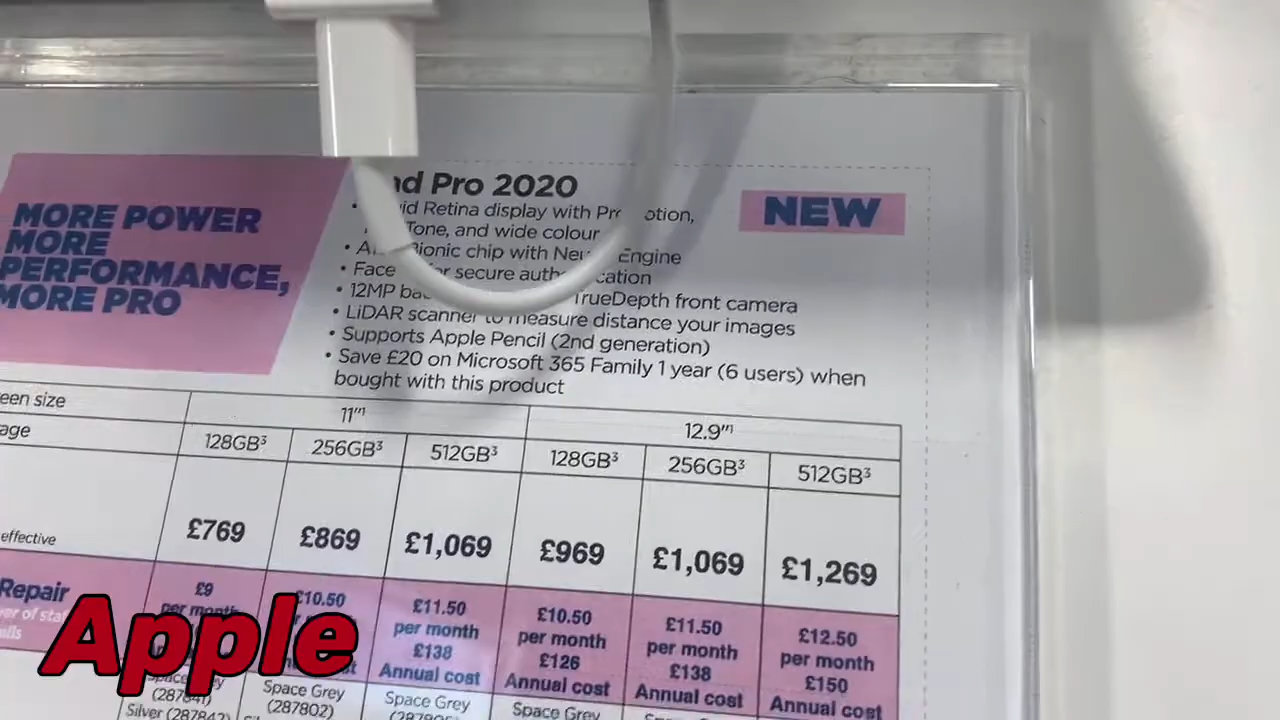 MORE POWER
MORE
PERFORMANCE,
MORE PRO
Pro 2020
NEW
Retina display with
Tone, and wide colour
• Bionic chip with Engine
• Face secure
• 12MP TrueDepth front camera
• LiDAR scanner to measure distance your images
• Supports Apple Pencil (2nd generation)
• Save £20 on Microsoft 365 Family 1 year (6 users) when
bought with this product
size
11"¹
12.9"¹
128GB³ 256GB³ 512GB³ 128GB³ 256GB³ 512GB³
effective
£769 £869 £1,069 £969 £1,069 £1,269
Repair
£9 £10.50 £11.50 £10.50 £11.50 £12.50
per month per month per month per month per month
£138 £126 £138 £150
Annual cost Annual cost Annual cost Annual cost
Apple
Space Grey Space Grey Space Grey
(287841) (287802)
Silver (287842)